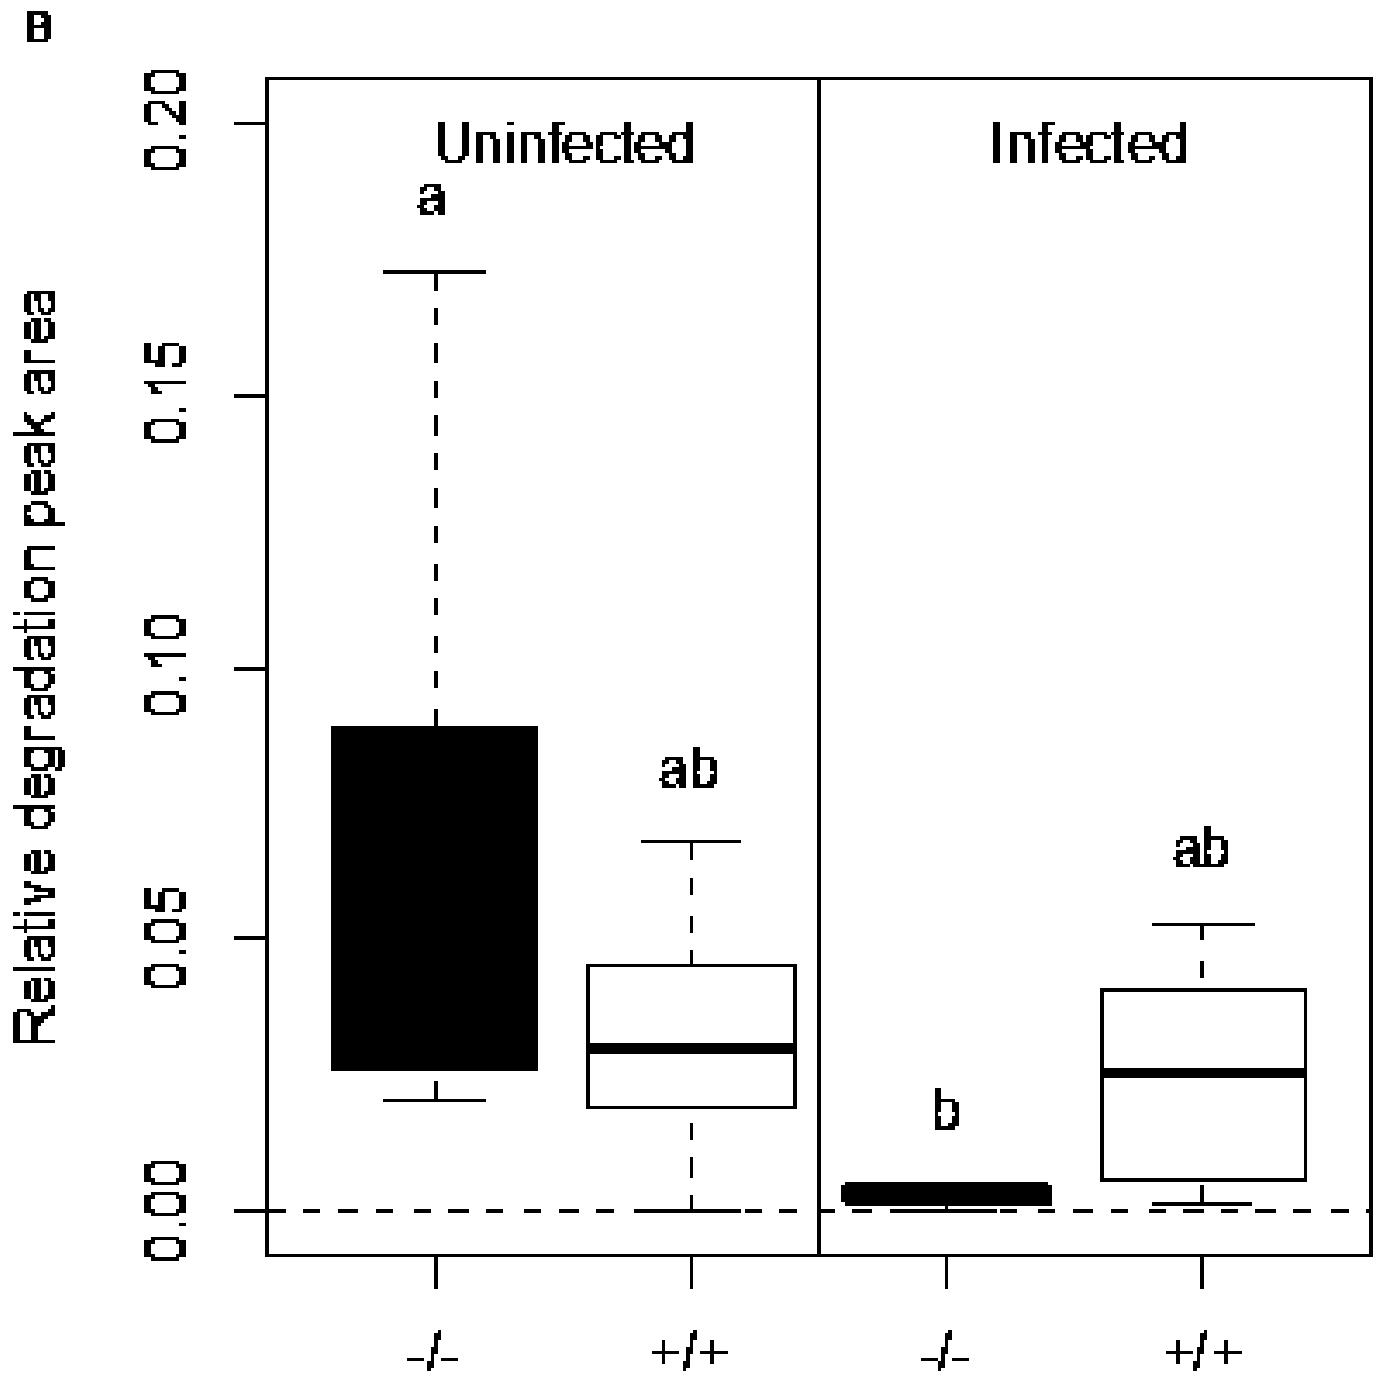 B
Uninfected
Infected
a
ab
b
ab
Relative degradation peak area
0.20
0.15
0.10
0.05
0.00
-/-
+/+
-/-
+/+